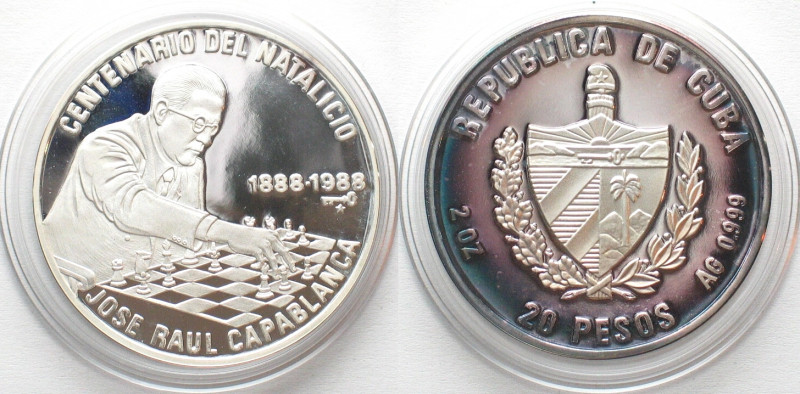 CENTENARIO DEL NATALICIO
1888-1988
JOSE RAUL CAPABLANCA
REPUBLICA DE CUBA
2 OZ
AG 0.999
20 PESOS